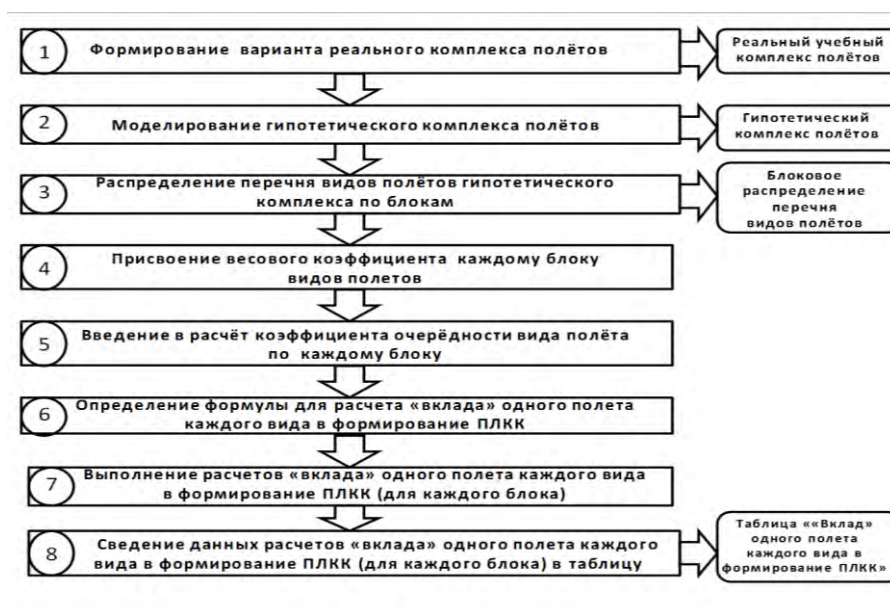 1
Формирование варианта реального комплекса полётов
Реальный учебный
комплекс полётов
2
Моделирование гипотетического комплекса полётов
Гипотетический
комплекс полётов
3
Распределение перечня видов полётов гипотетического
комплекса по блокам
Блоковое
распределение
перечня
видов полётов
4
Присвоение весового коэффициента каждому блоку
видов полетов
5
Введение в расчёт коэффициента очерёдности вида полёта
по каждому блоку
6
Определение формулы для расчета «вклада» одного полета
каждого вида в формирование ПЛКК
7
Выполнение расчетов «вклада» одного полета каждого вида
в формирование ПЛКК (для каждого блока)
8
Сведение данных расчетов «вклада» одного полета каждого
вида в формирование ПЛКК (для каждого блока) в таблицу
Таблица ««Вклад»
одного полета
каждого вида в
формирование ПЛКК»